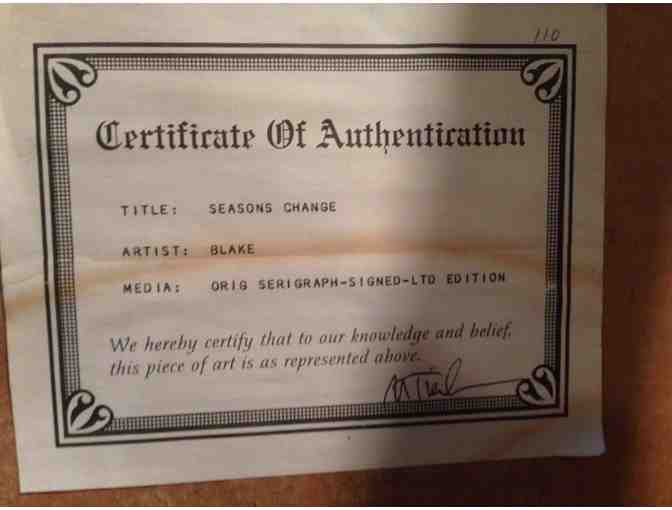 110
Certificate Of Authentication
TITLE: SEASONS CHANGE
ARTIST: BLAKE
MEDIA: ORIG SERIGRAPH-SIGNED-LTD EDITION
We hereby certify that to our knowledge and belief,
this piece of art is as represented above.